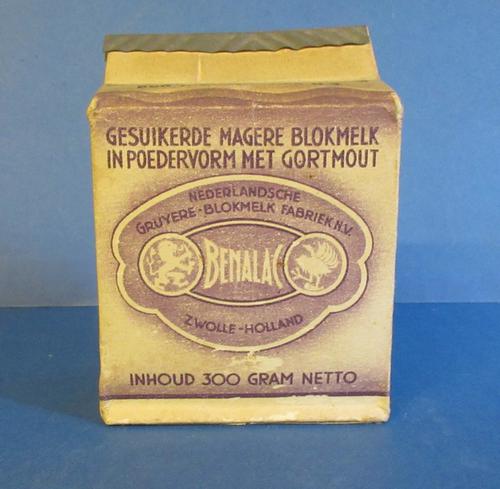 GESUIKERDE MAGERE BLOKMELK
IN POEDERVORM MET GORTMOUT
NEDERLANDSCHE
GRUYERE-BLOKMELK FABRIEK N.V.
BENALAC
ZWOLLE-HOLLAND
INHOUD 300 GRAM NETTO